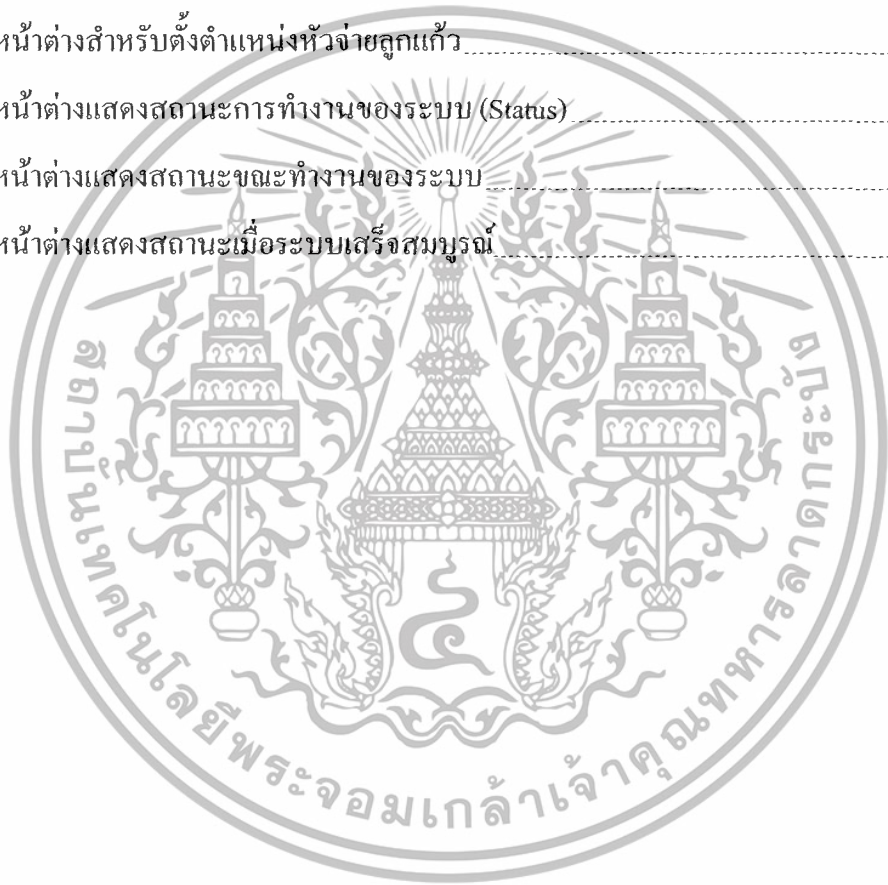 หน้าต่างสำหรับตั้งตำแหน่งหัวจ่ายลูกแก้ว
หน้าต่างแสดงสถานะการทำงานของระบบ (Status)
หน้าต่างแสดงสถานะขณะทำงานของระบบ
หน้าต่างแสดงสถานะเมื่อระบบเสร็จสมบูรณ์
๔
สถาบันเทคโนโลยีพระจอมเกล้าเจ้าคุณทหารลาดกระบัง